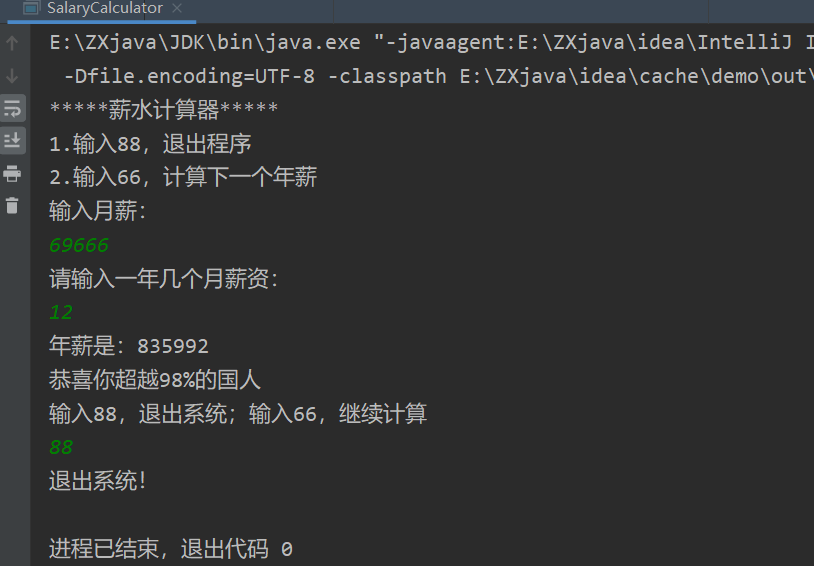 SalaryCalculator
E:\ZXjava\JDK\bin\java.exe "-javaagent:E:\ZXjava\idea\IntelliJ
-Dfile.encoding=UTF-8 -classpath E:\ZXjava\idea\cache\demo\out\
*****薪水计算器*****
1.输入88，退出程序
2.输入66，计算下一个年薪
输入月薪：
69666
请输入一年几个月薪资：
12
年薪是：835992
恭喜你超越98%的国人
输入88，退出系统；输入66，继续计算
88
退出系统！
进程已结束，退出代码 0